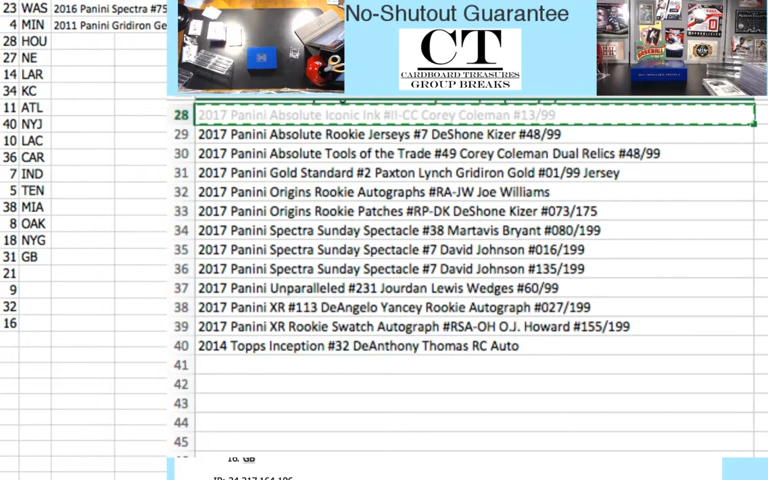 23 WAS 2016 Panini Spectra #75
4 MIN 2011 Panini Gridiron Ge
28 HOU
27 NE
14 LAR
34 KC
11 ATL
40 NYJ
10 LAC
36 CAR
7 IND
5 TEN
38 MIA
8 OAK
18 NYG
31 GB
21
9
32
16
No-Shutout Guarantee
CT
CARDBOARD TREASURES
GROUP BREAKS
28 2017 Panini Absolute Iconic Ink #II-CC Corey Coleman #13/99
29 2017 Panini Absolute Rookie Jerseys #7 DeShone Kizer #48/99
30 2017 Panini Absolute Tools of the Trade #49 Corey Coleman Dual Relics #48/99
31 2017 Panini Gold Standard #2 Paxton Lynch Gridiron Gold #01/99 Jersey
32 2017 Panini Origins Rookie Autographs #RA-JW Joe Williams
33 2017 Panini Origins Rookie Patches #RP-DK DeShone Kizer #073/175
34 2017 Panini Spectra Sunday Spectacle #38 Martavis Bryant #080/199
35 2017 Panini Spectra Sunday Spectacle #7 David Johnson #016/199
36 2017 Panini Spectra Sunday Spectacle #7 David Johnson #135/199
37 2017 Panini Unparalleled #231 Jourdan Lewis Wedges #60/99
38 2017 Panini XR #113 DeAngelo Yancey Rookie Autograph #027/199
39 2017 Panini XR Rookie Swatch Autograph #RSA-OH O.J. Howard #155/199
40 2014 Topps Inception #32 DeAnthony Thomas RC Auto
41
42
43
44
45
16. GB